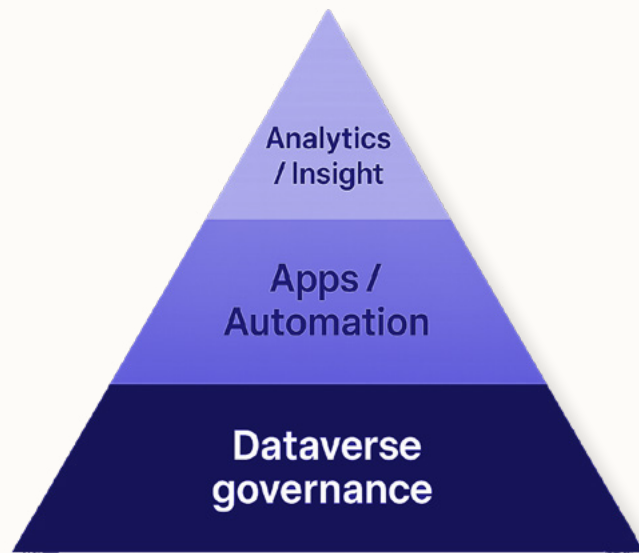 Analytics
/ Insight
Apps /
Automation
Dataverse
governance